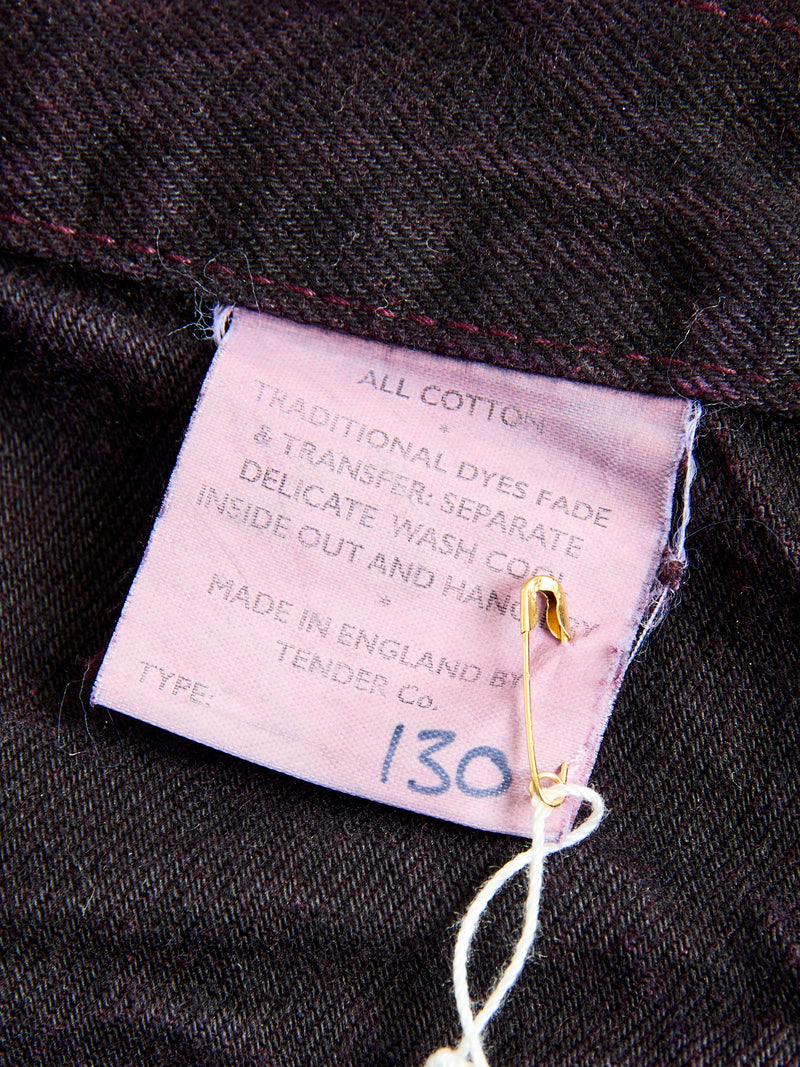 ALL COTTON
*
TRADITIONAL DYES FADE
& TRANSFER: SEPARATE
DELICATE WASH COOL
INSIDE OUT AND HANG DRY
*
MADE IN ENGLAND BY
TENDER Co.
TYPE:
130